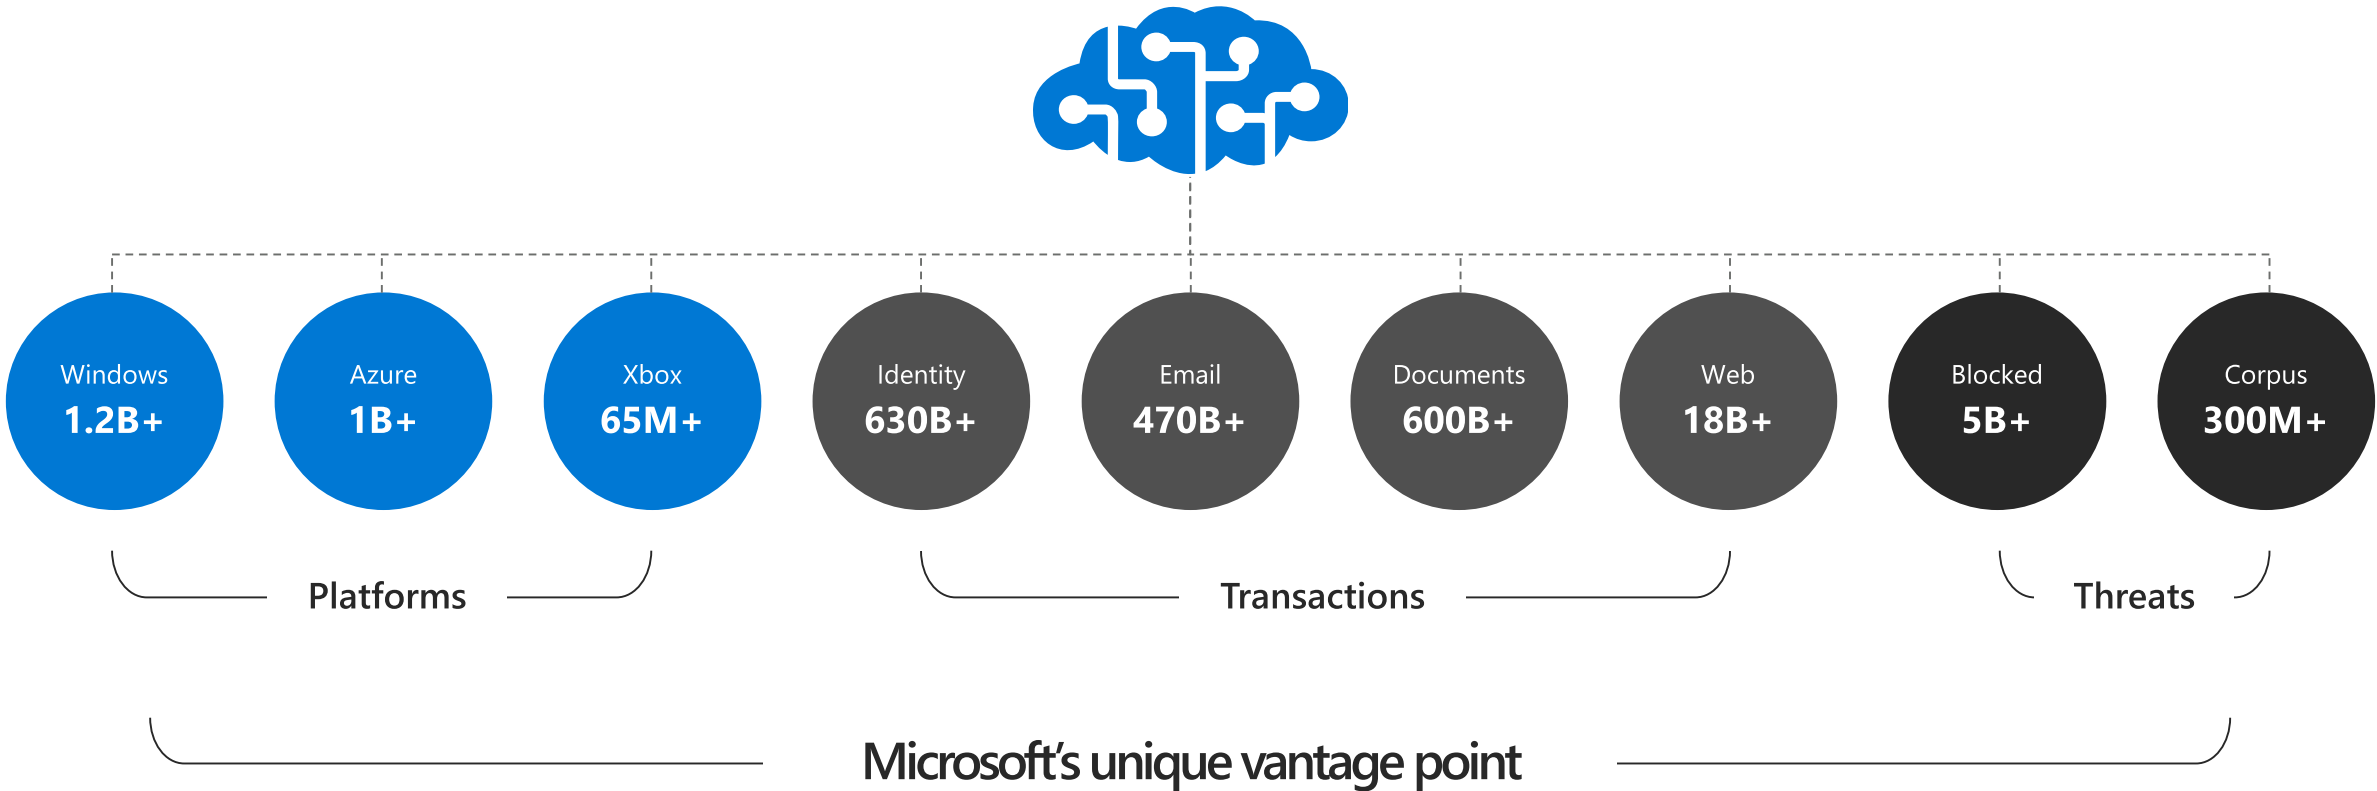 Windows
1.2B+
Azure
1B+
Xbox
65M+
Identity
630B+
Email
470B+
Documents
600B+
Web
18B+
Blocked
5B+
Corpus
300M+
Platforms
Transactions
Threats
Microsoft's unique vantage point